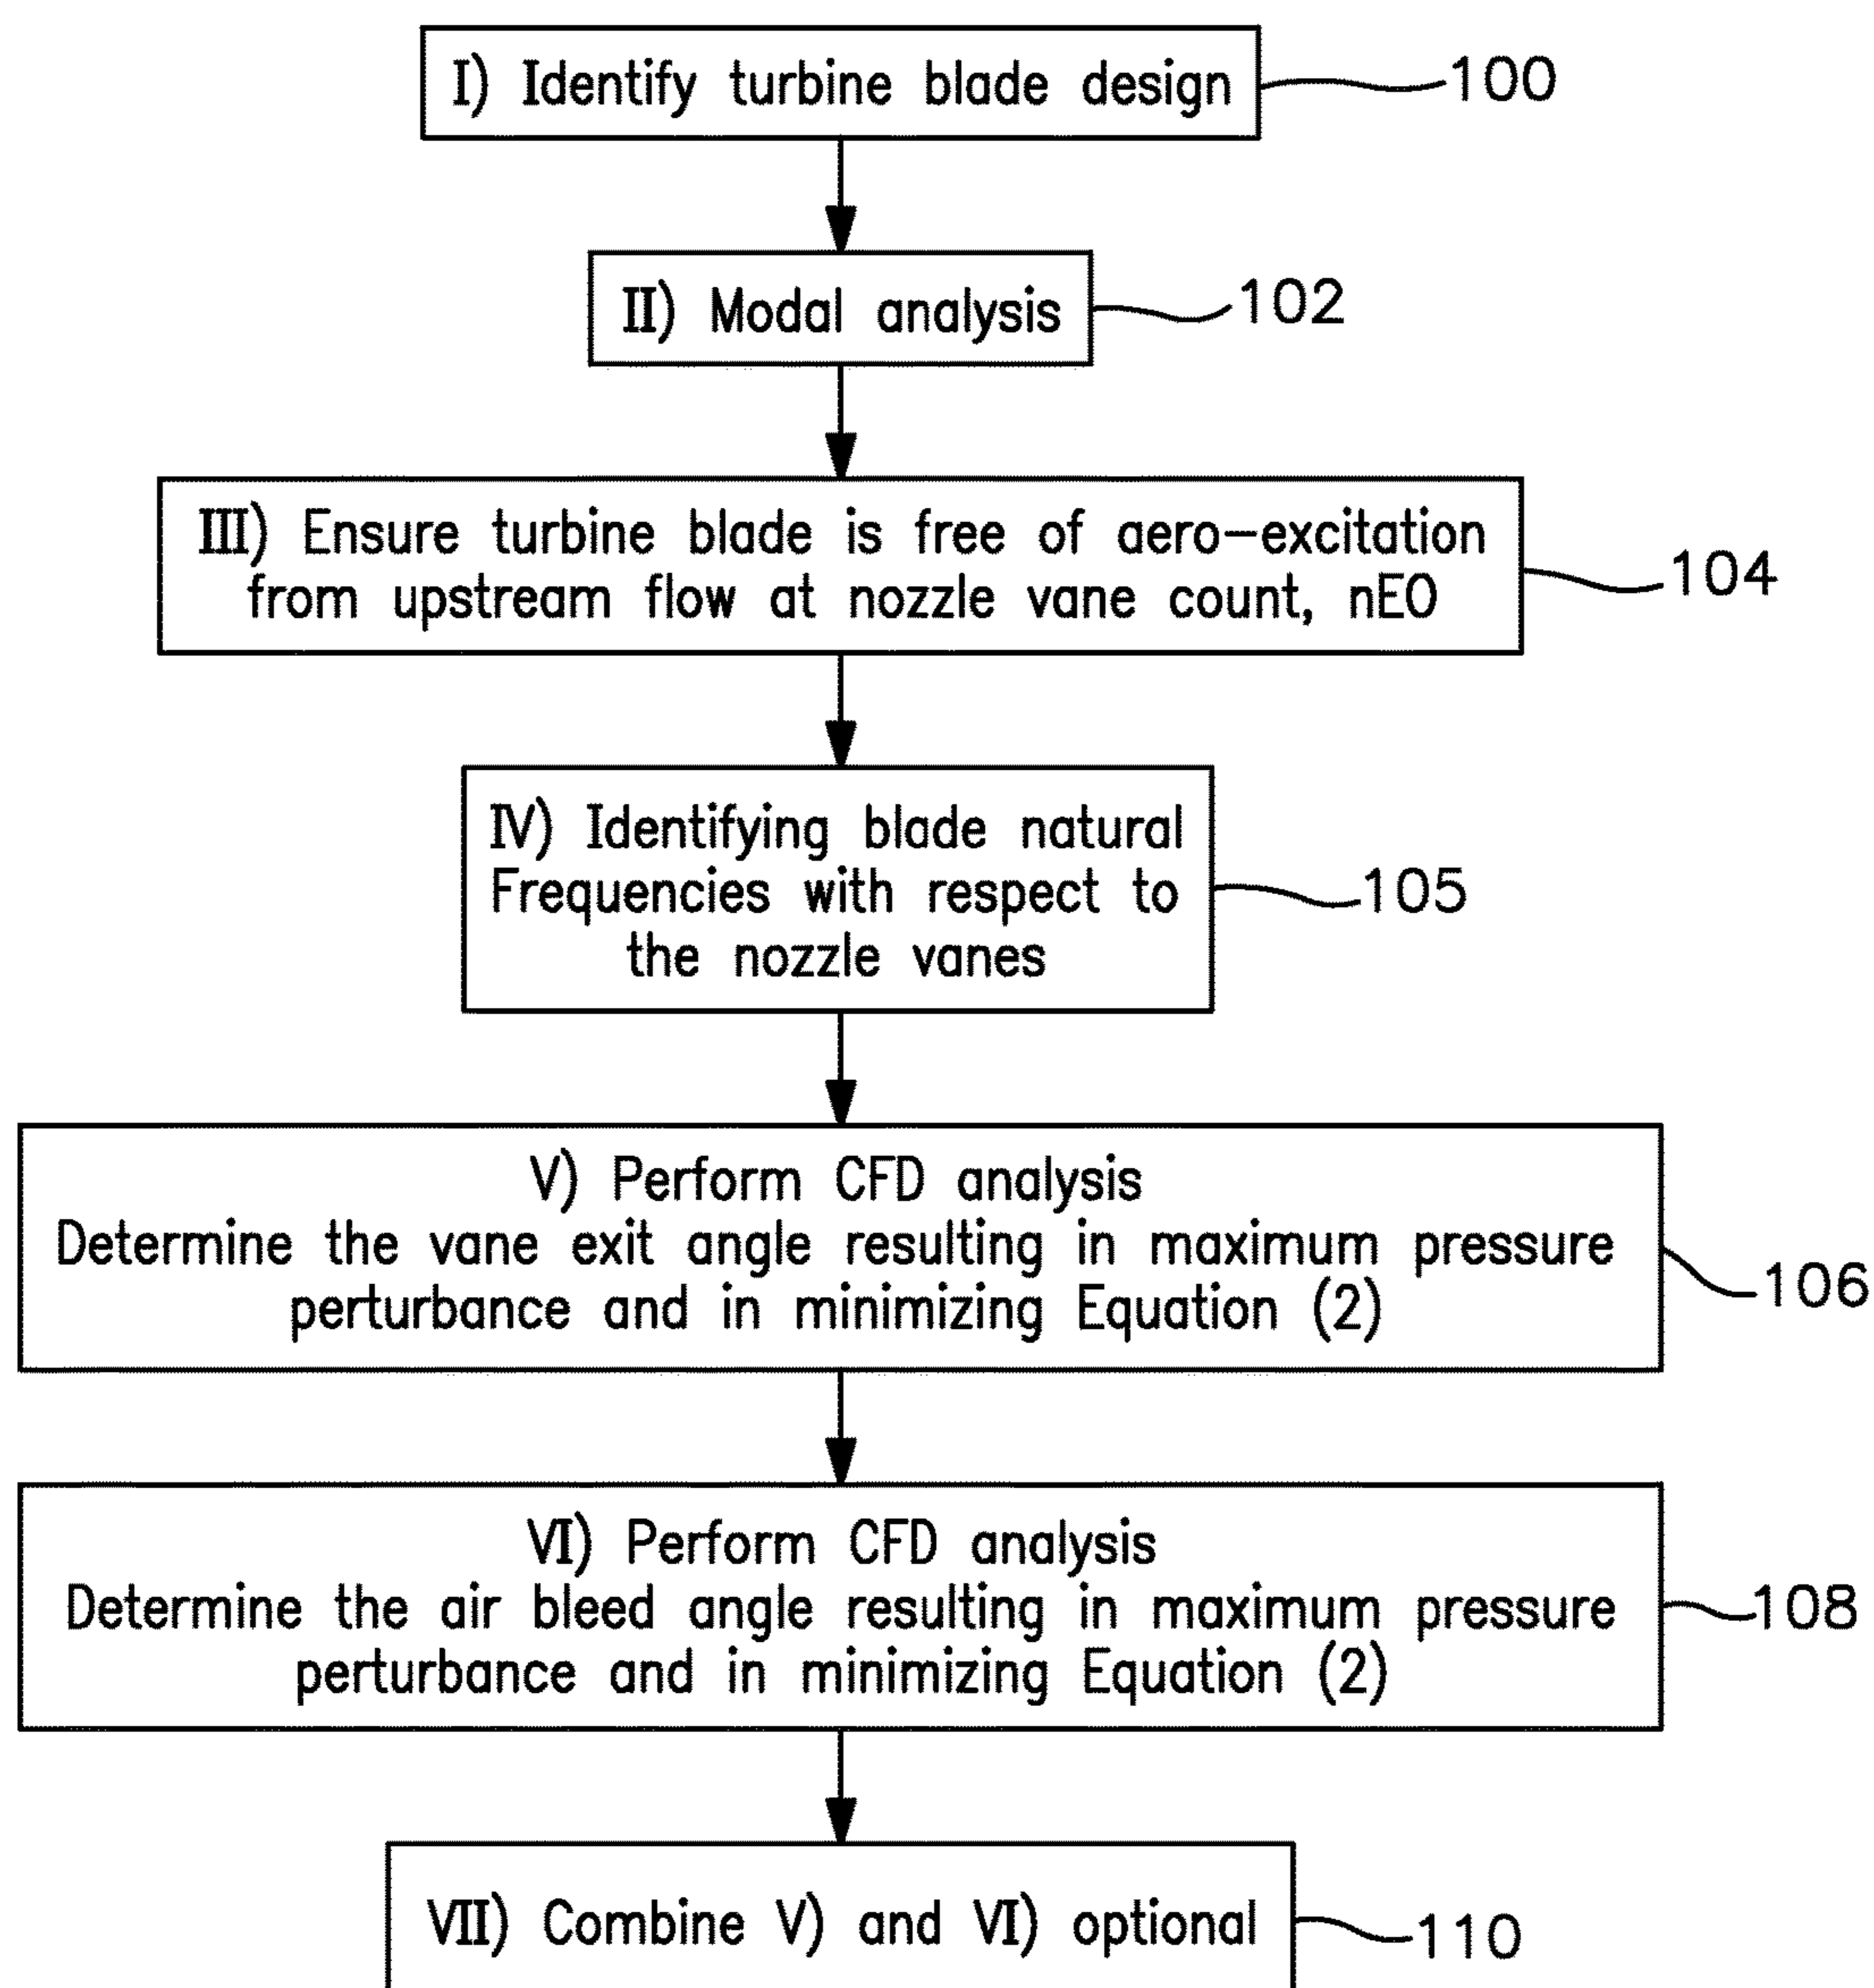 I) Identify turbine blade design
100
II) Modal analysis
102
III) Ensure turbine blade is free of aero-excitation
from upstream flow at nozzle vane count, nEO
104
IV) Identifying blade natural
Frequencies with respect to
the nozzle vanes
105
V) Perform CFD analysis
Determine the vane exit angle resulting in maximum pressure
perturbance and in minimizing Equation (2)
106
VI) Perform CFD analysis
Determine the air bleed angle resulting in maximum pressure
perturbance and in minimizing Equation (2)
108
VII) Combine V) and VI) optional
110